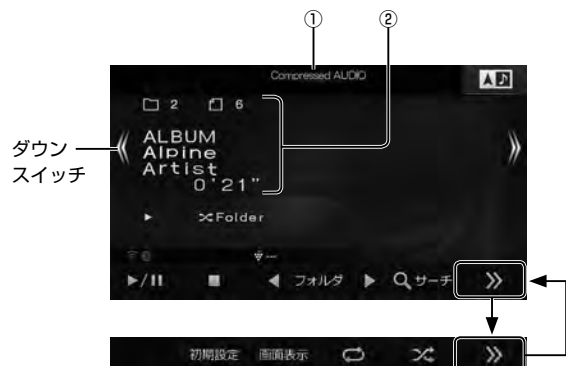 ① ②
Compressed AUDIO
2 6
ALBUM
Alpine
Artist
0'21"
ダウン
スイッチ
Folder
フォルダ サーチ
初期設定 画面表示